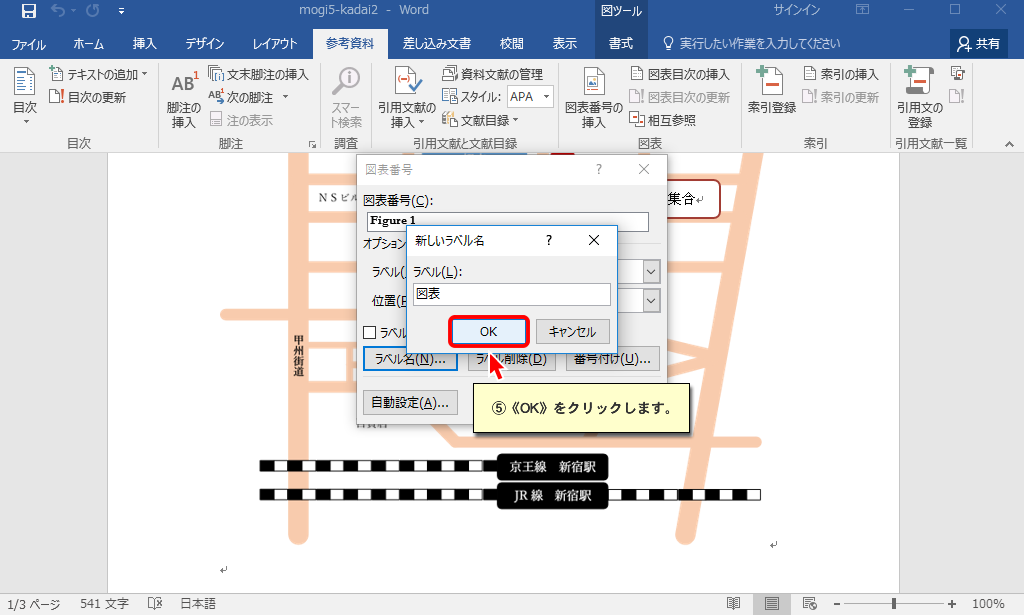 mogi5-kadai2 - Word
図ツール
サインイン
ファイル ホーム 挿入 デザイン レイアウト 参考資料 差し込み文書 校閲 表示 書式 実行したい作業を入力してください 共有
目次
テキストの追加
目次の更新
目次
AB1
脚注の挿入
文末脚注の挿入
次の脚注
注の表示
脚注
スマート検索
調査
引用文献の挿入
資料文献の管理
スタイル: APA
文献目録
引用文献と文献目録
図表番号の挿入
図表目次の挿入
図表目次の更新
相互参照
図表
索引登録
索引の挿入
索引の更新
索引
引用文の登録
引用文献一覧
図表番号 ?
NSビル
集合
図表番号(C):
Figure 1
オプション
新しいラベル名 ?
ラベル(L):
図表
OK キャンセル
ラベル(
位置(
ラベル
ラベル名(N)... ラベル削除(D) 番号付け(U)...
自動設定(A)...
⑤《OK》をクリックします。
甲州街道
京王線 新宿駅
JR線 新宿駅
1/3 ページ 541 文字 日本語 100%